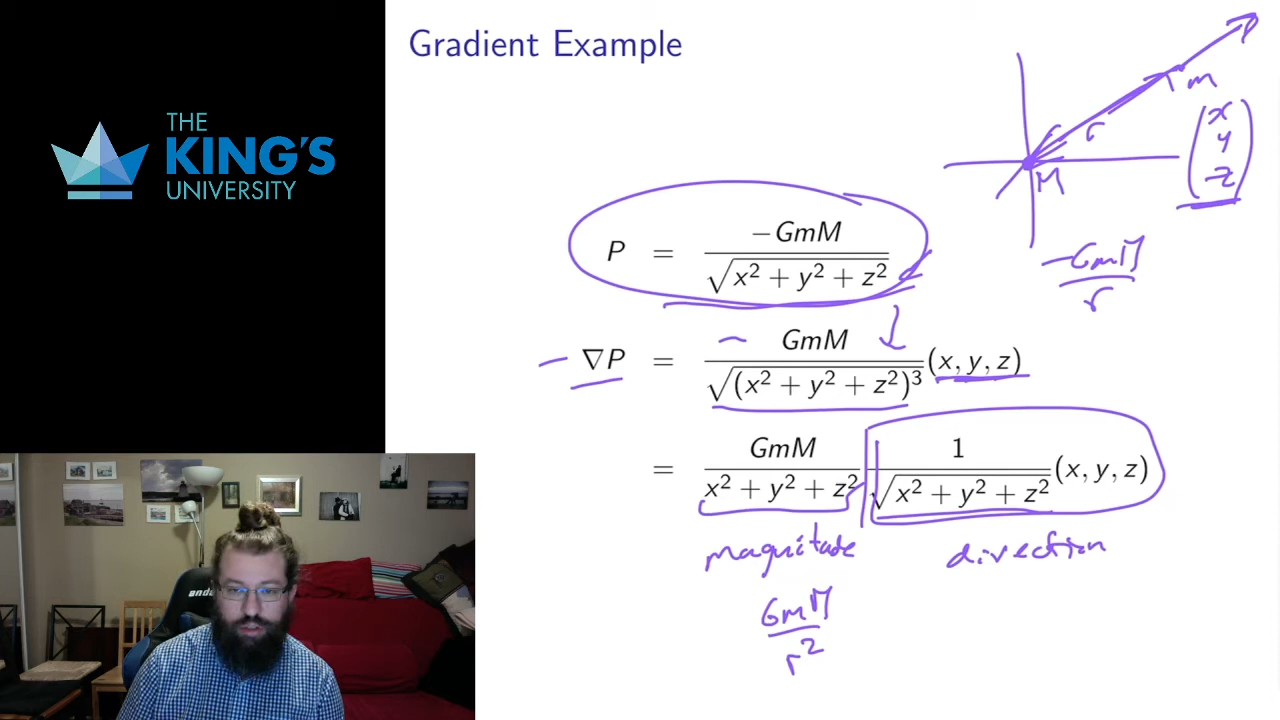 Gradient Example
THE
KING'S
UNIVERSITY
m
r
M
(x
y
z)
P = −GmM / √(x² + y² + z²)
−GmM / r
− ∇P = − GmM / √(x² + y² + z²)³ (x, y, z)
= GmM / x² + y² + z² 1 / √(x² + y² + z²) (x, y, z)
magnitude direction
GmM / r²